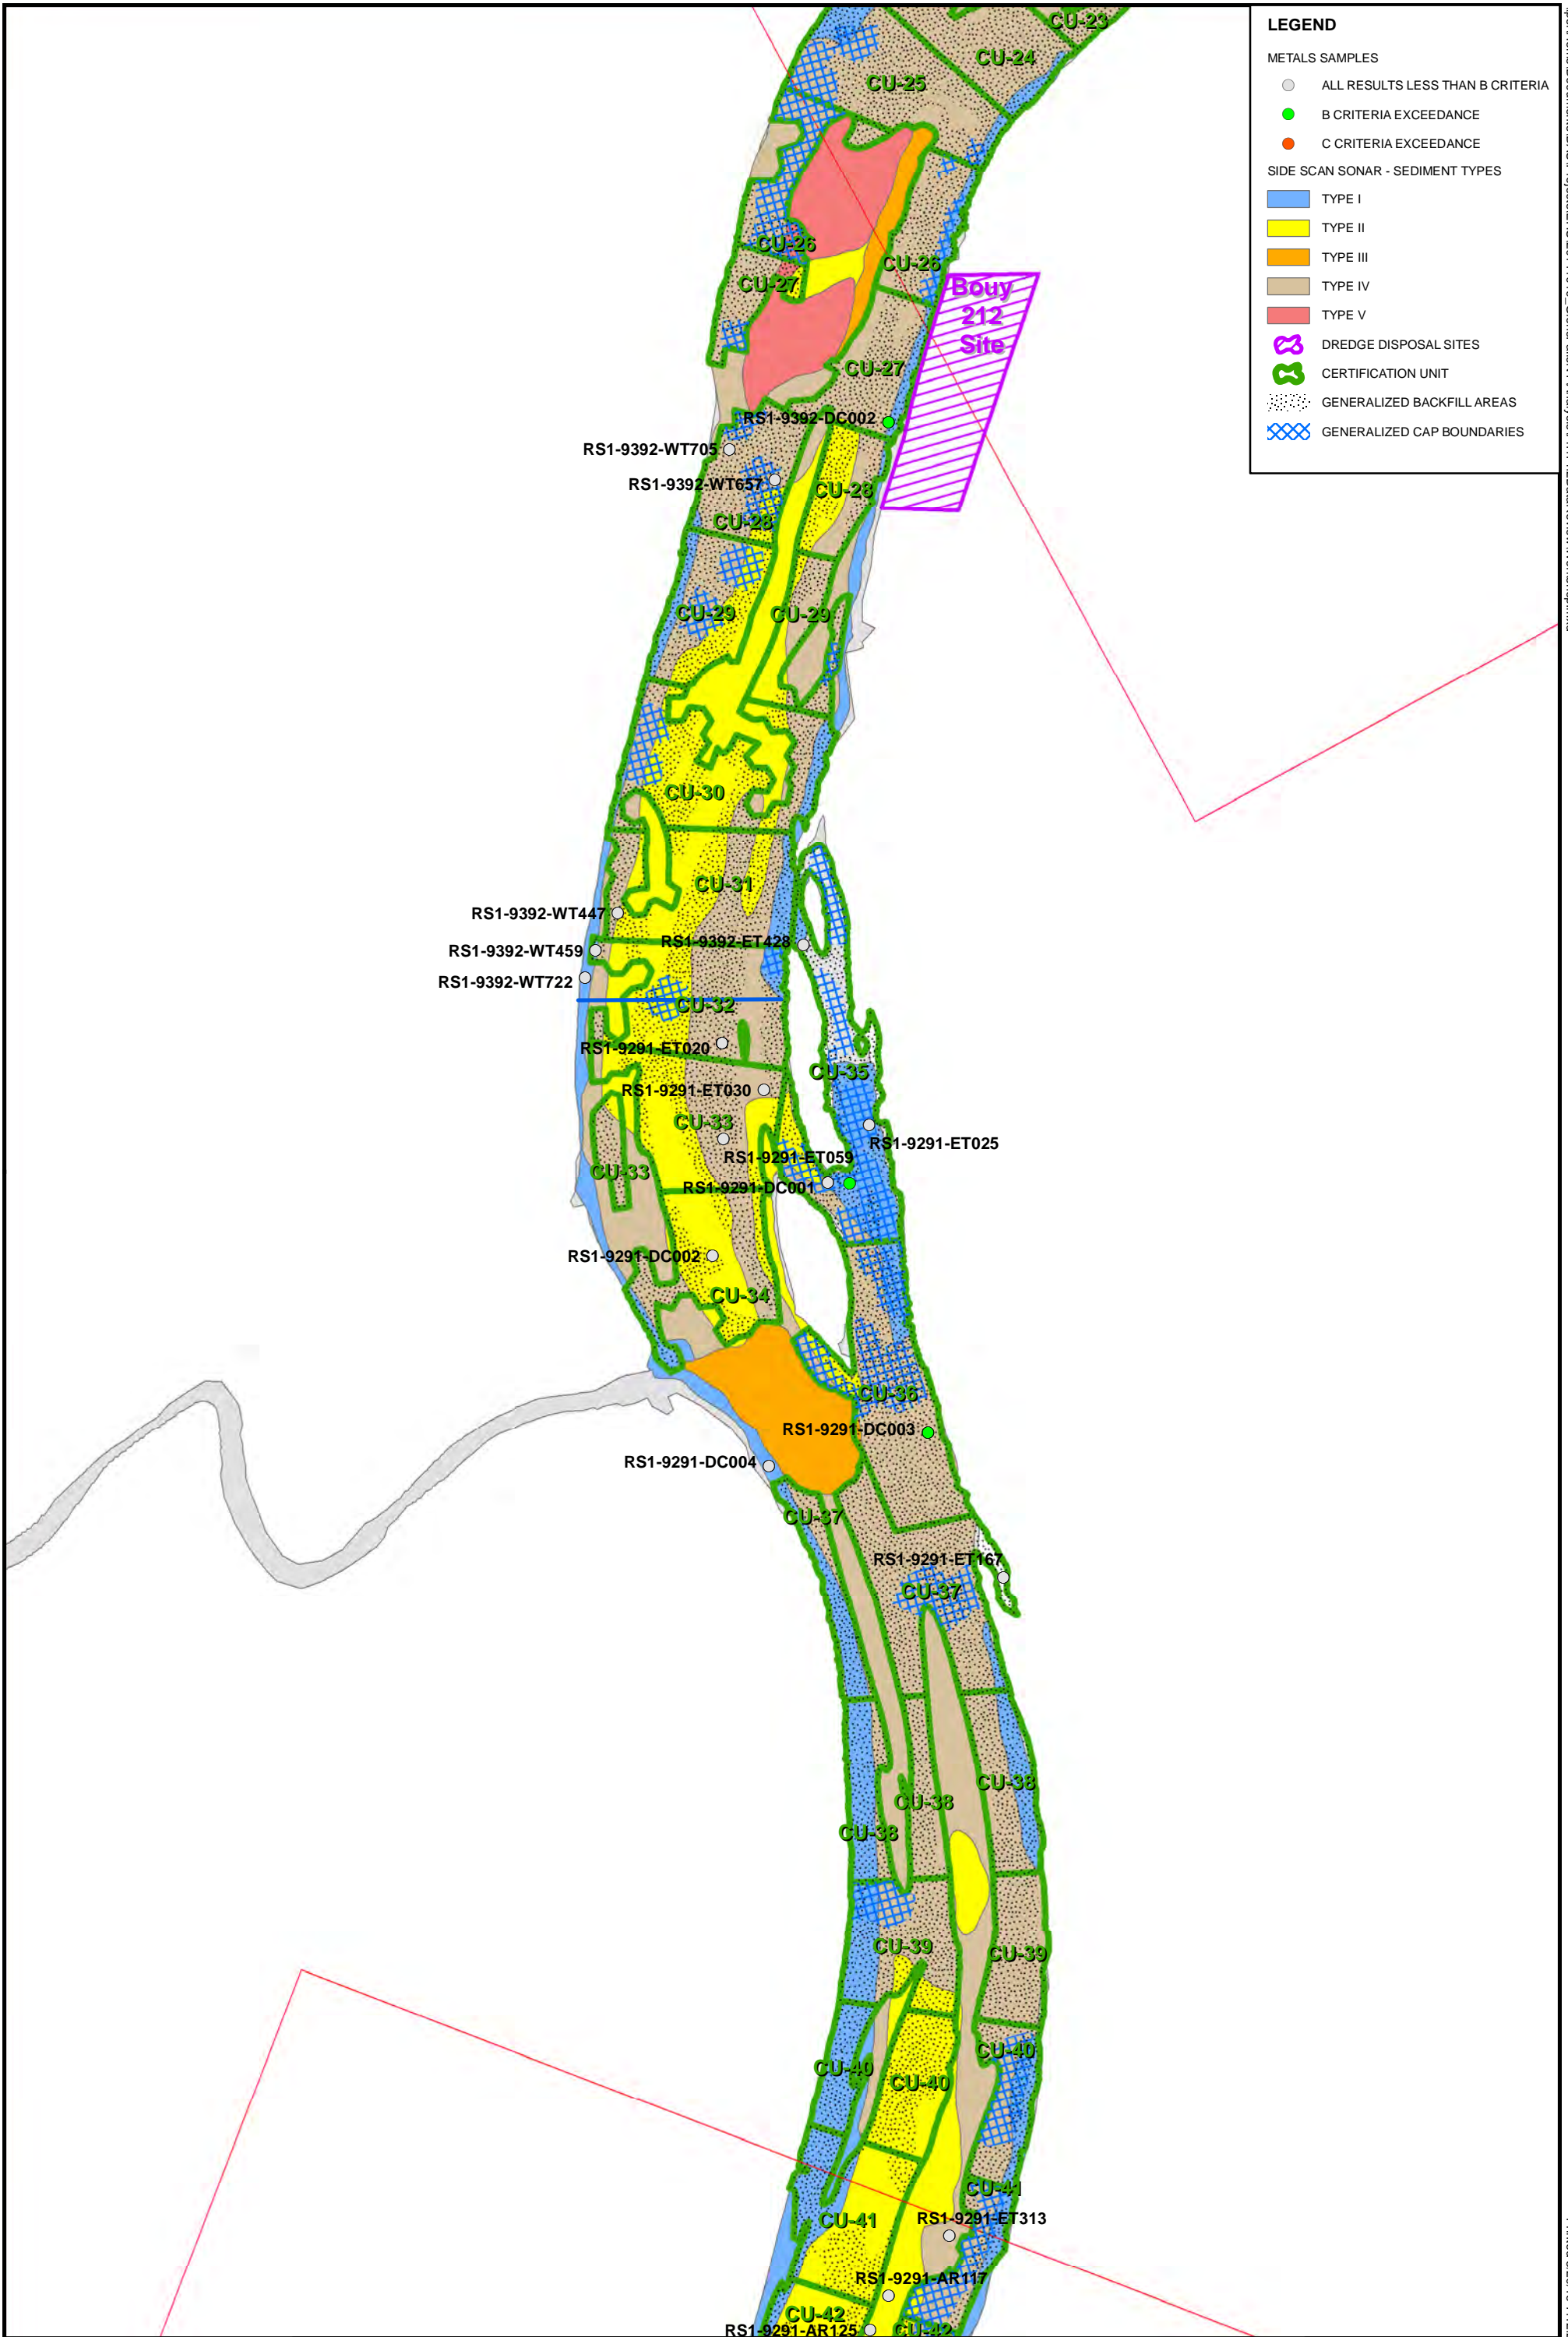 LEGEND
METALS SAMPLES
ALL RESULTS LESS THAN B CRITERIA
B CRITERIA EXCEEDANCE
C CRITERIA EXCEEDANCE
SIDE SCAN SONAR - SEDIMENT TYPES
TYPE I
TYPE II
TYPE III
TYPE IV
TYPE V
DREDGE DISPOSAL SITES
CERTIFICATION UNIT
GENERALIZED BACKFILL AREAS
GENERALIZED CAP BOUNDARIES
CU-23
CU-24
CU-25
CU-26
CU-26
CU-27
Bouy
212
Site
CU-27
RS1-9392-DC002
RS1-9392-WT705
RS1-9392-WT657
CU-28
CU-28
CU-29
CU-29
CU-30
CU-31
RS1-9392-WT447
RS1-9392-ET428
RS1-9392-WT459
RS1-9392-WT722
CU-32
RS1-9291-ET020
CU-35
RS1-9291-ET030
CU-33
RS1-9291-ET025
RS1-9291-ET059
CU-33
RS1-9291-DC001
RS1-9291-DC002
CU-34
CU-36
RS1-9291-DC003
RS1-9291-DC004
CU-37
RS1-9291-ET167
CU-37
CU-38
CU-38
CU-38
CU-39
CU-39
CU-40
CU-40
CU-40
CU-41
RS1-9291-ET313
CU-41
RS1-9291-AR117
CU-42
RS1-9291-AR125
CU-42